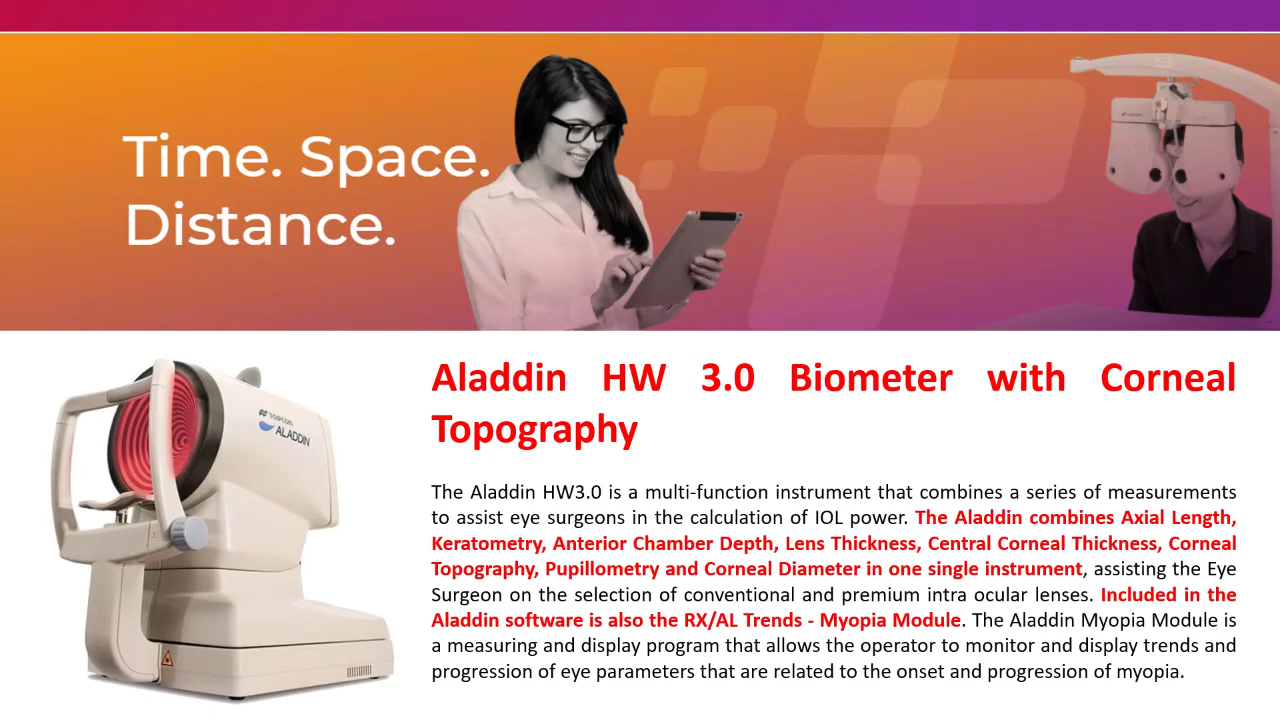 Time. Space.
Distance.
TOPCON
ALADDIN
Aladdin HW 3.0 Biometer with Corneal
Topography
The Aladdin HW3.0 is a multi-function instrument that combines a series of measurements
to assist eye surgeons in the calculation of IOL power. The Aladdin combines Axial Length,
Keratometry, Anterior Chamber Depth, Lens Thickness, Central Corneal Thickness, Corneal
Topography, Pupillometry and Corneal Diameter in one single instrument, assisting the Eye
Surgeon on the selection of conventional and premium intra ocular lenses. Included in the
Aladdin software is also the RX/AL Trends - Myopia Module. The Aladdin Myopia Module is
a measuring and display program that allows the operator to monitor and display trends and
progression of eye parameters that are related to the onset and progression of myopia.